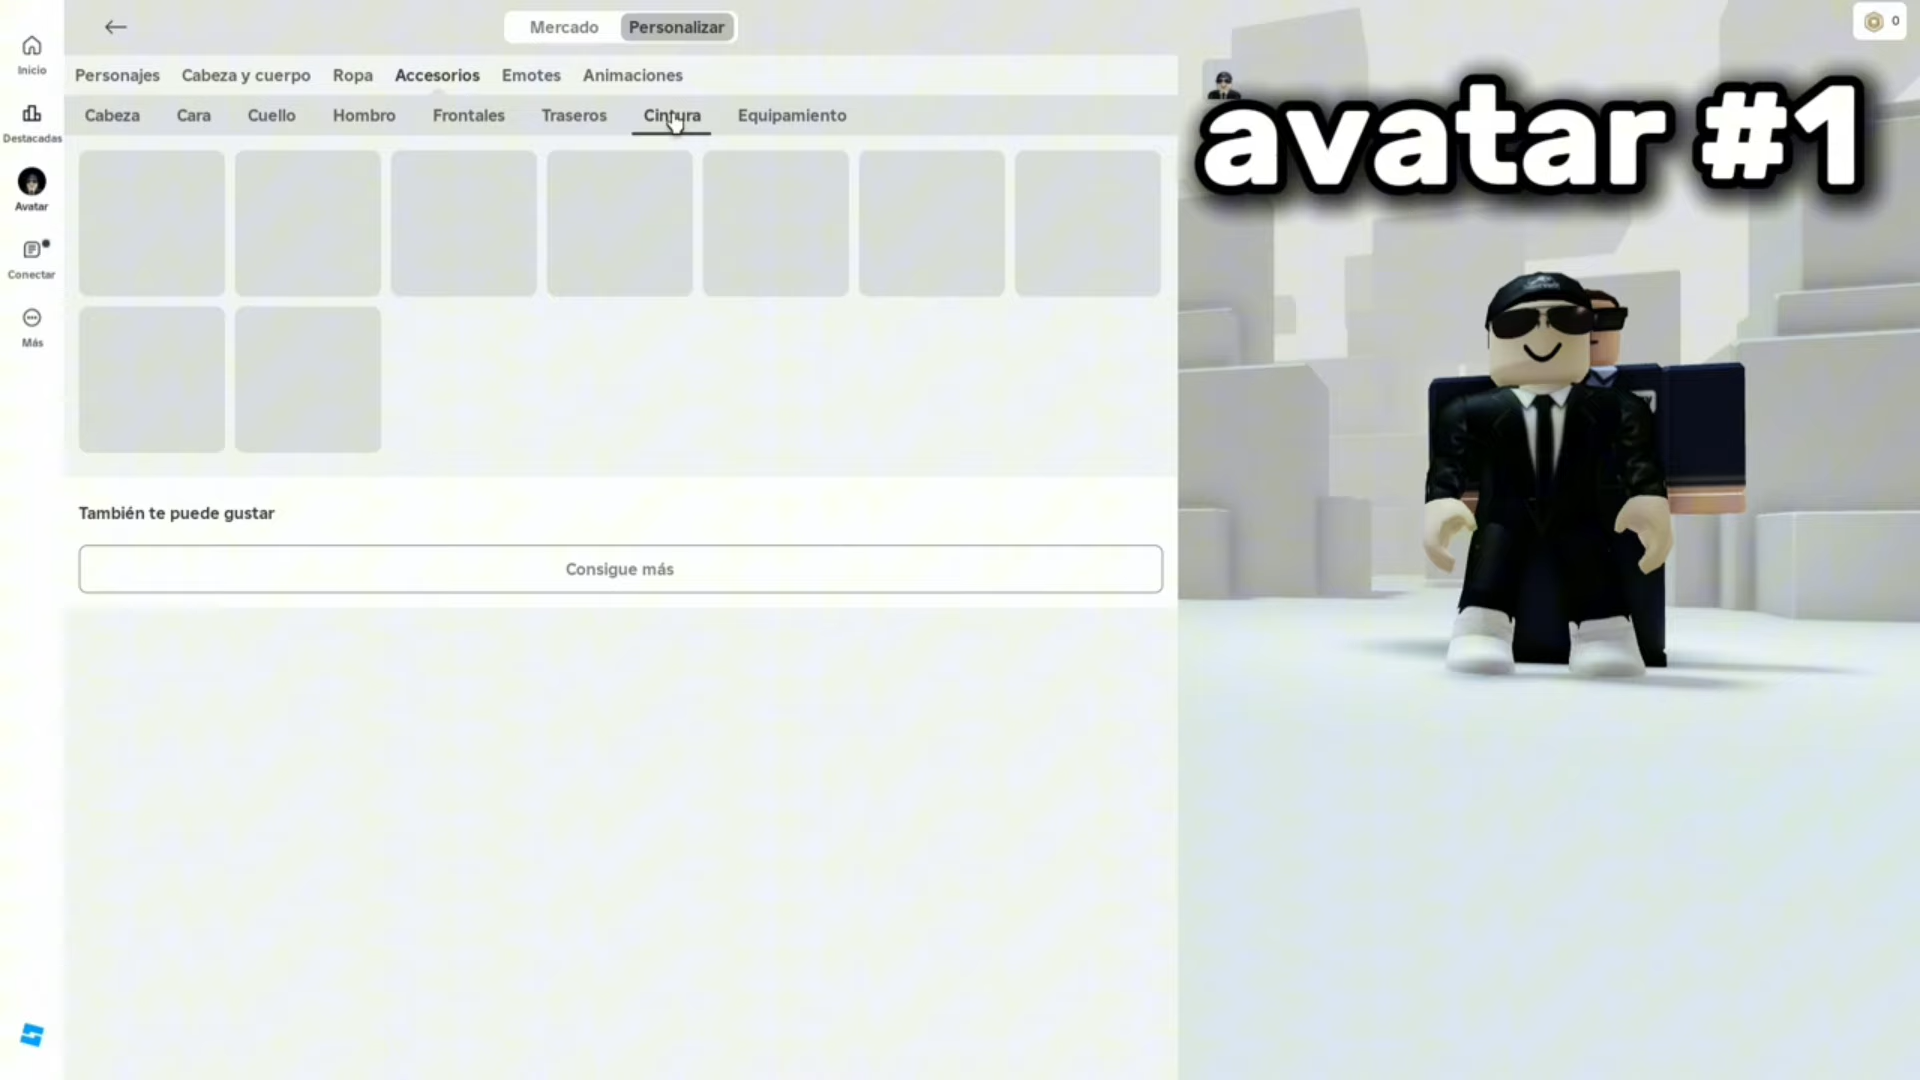 Mercado Personalizar
0
Inicio
Personajes Cabeza y cuerpo Ropa Accesorios Emotes Animaciones
Cabeza Cara Cuello Hombro Frontales Traseros Cintura Equipamiento
avatar #1
Destacadas
Avatar
Conectar
Más
También te puede gustar
Consigue más